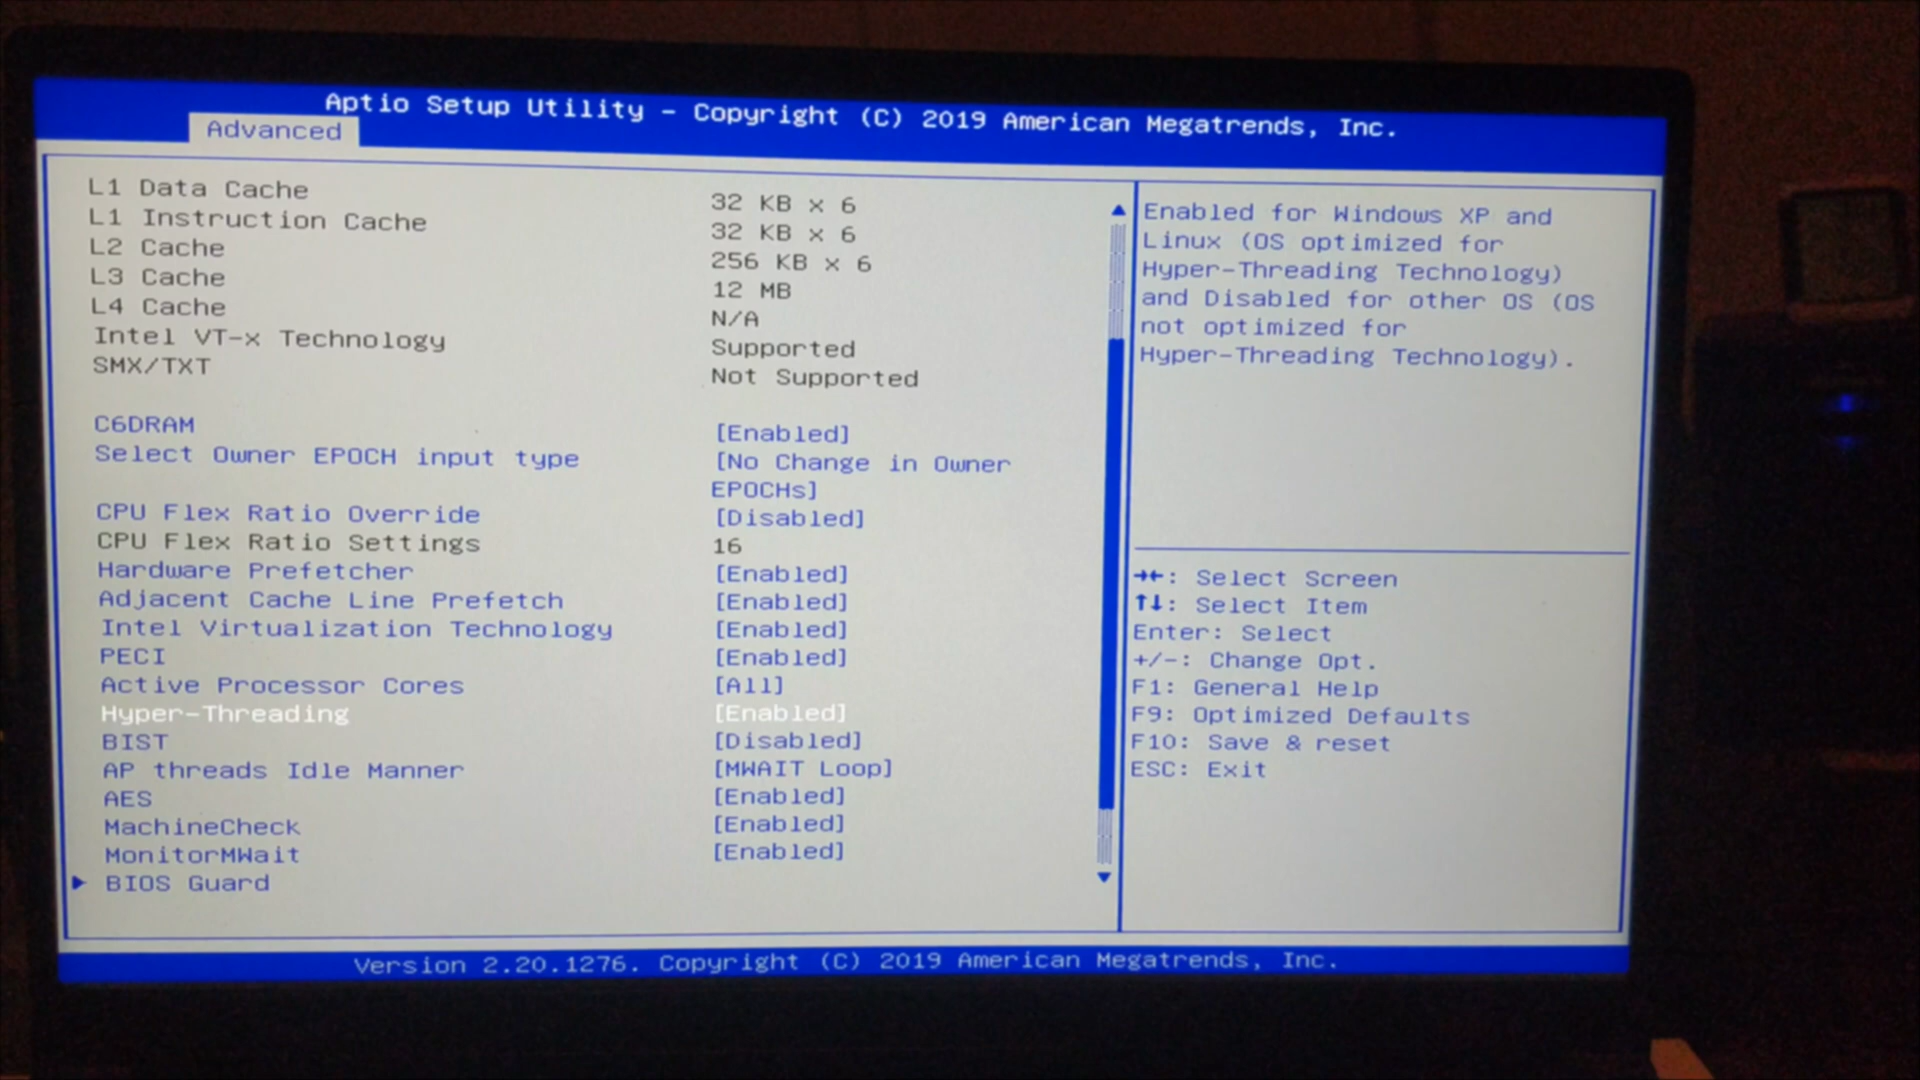 Aptio Setup Utility – Copyright (C) 2019 American Megatrends, Inc.
Advanced
L1 Data Cache 32 KB x 6
L1 Instruction Cache 32 KB x 6
L2 Cache 256 KB x 6
L3 Cache 12 MB
L4 Cache N/A
Intel VT-x Technology Supported
SMX/TXT Not Supported
C6DRAM [Enabled]
Select Owner EPOCH input type [No Change in Owner
EPOCHs]
CPU Flex Ratio Override [Disabled]
CPU Flex Ratio Settings 16
Hardware Prefetcher [Enabled]
Adjacent Cache Line Prefetch [Enabled]
Intel Virtualization Technology [Enabled]
PECI [Enabled]
Active Processor Cores [All]
Hyper-Threading [Enabled]
BIST [Disabled]
AP threads Idle Manner [MWAIT Loop]
AES [Enabled]
MachineCheck [Enabled]
MonitorMWait [Enabled]
► BIOS Guard
Enabled for Windows XP and
Linux (OS optimized for
Hyper-Threading Technology)
and Disabled for other OS (OS
not optimized for
Hyper-Threading Technology).
→←: Select Screen
↑↓: Select Item
Enter: Select
+/-: Change Opt.
F1: General Help
F9: Optimized Defaults
F10: Save & reset
ESC: Exit
Version 2.20.1276. Copyright (C) 2019 American Megatrends, Inc.